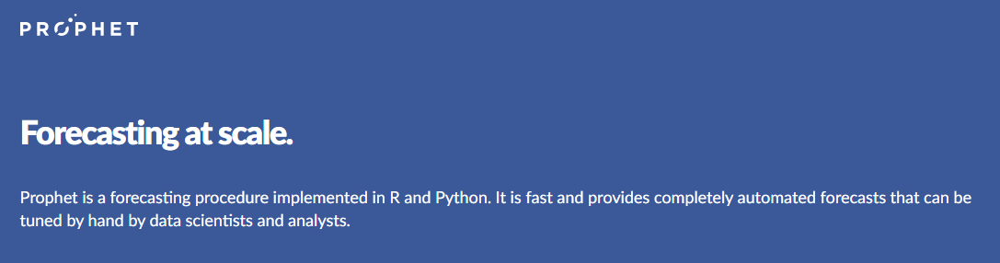 PROPHET
Forecasting at scale.
Prophet is a forecasting procedure implemented in R and Python. It is fast and provides completely automated forecasts that can be
tuned by hand by data scientists and analysts.